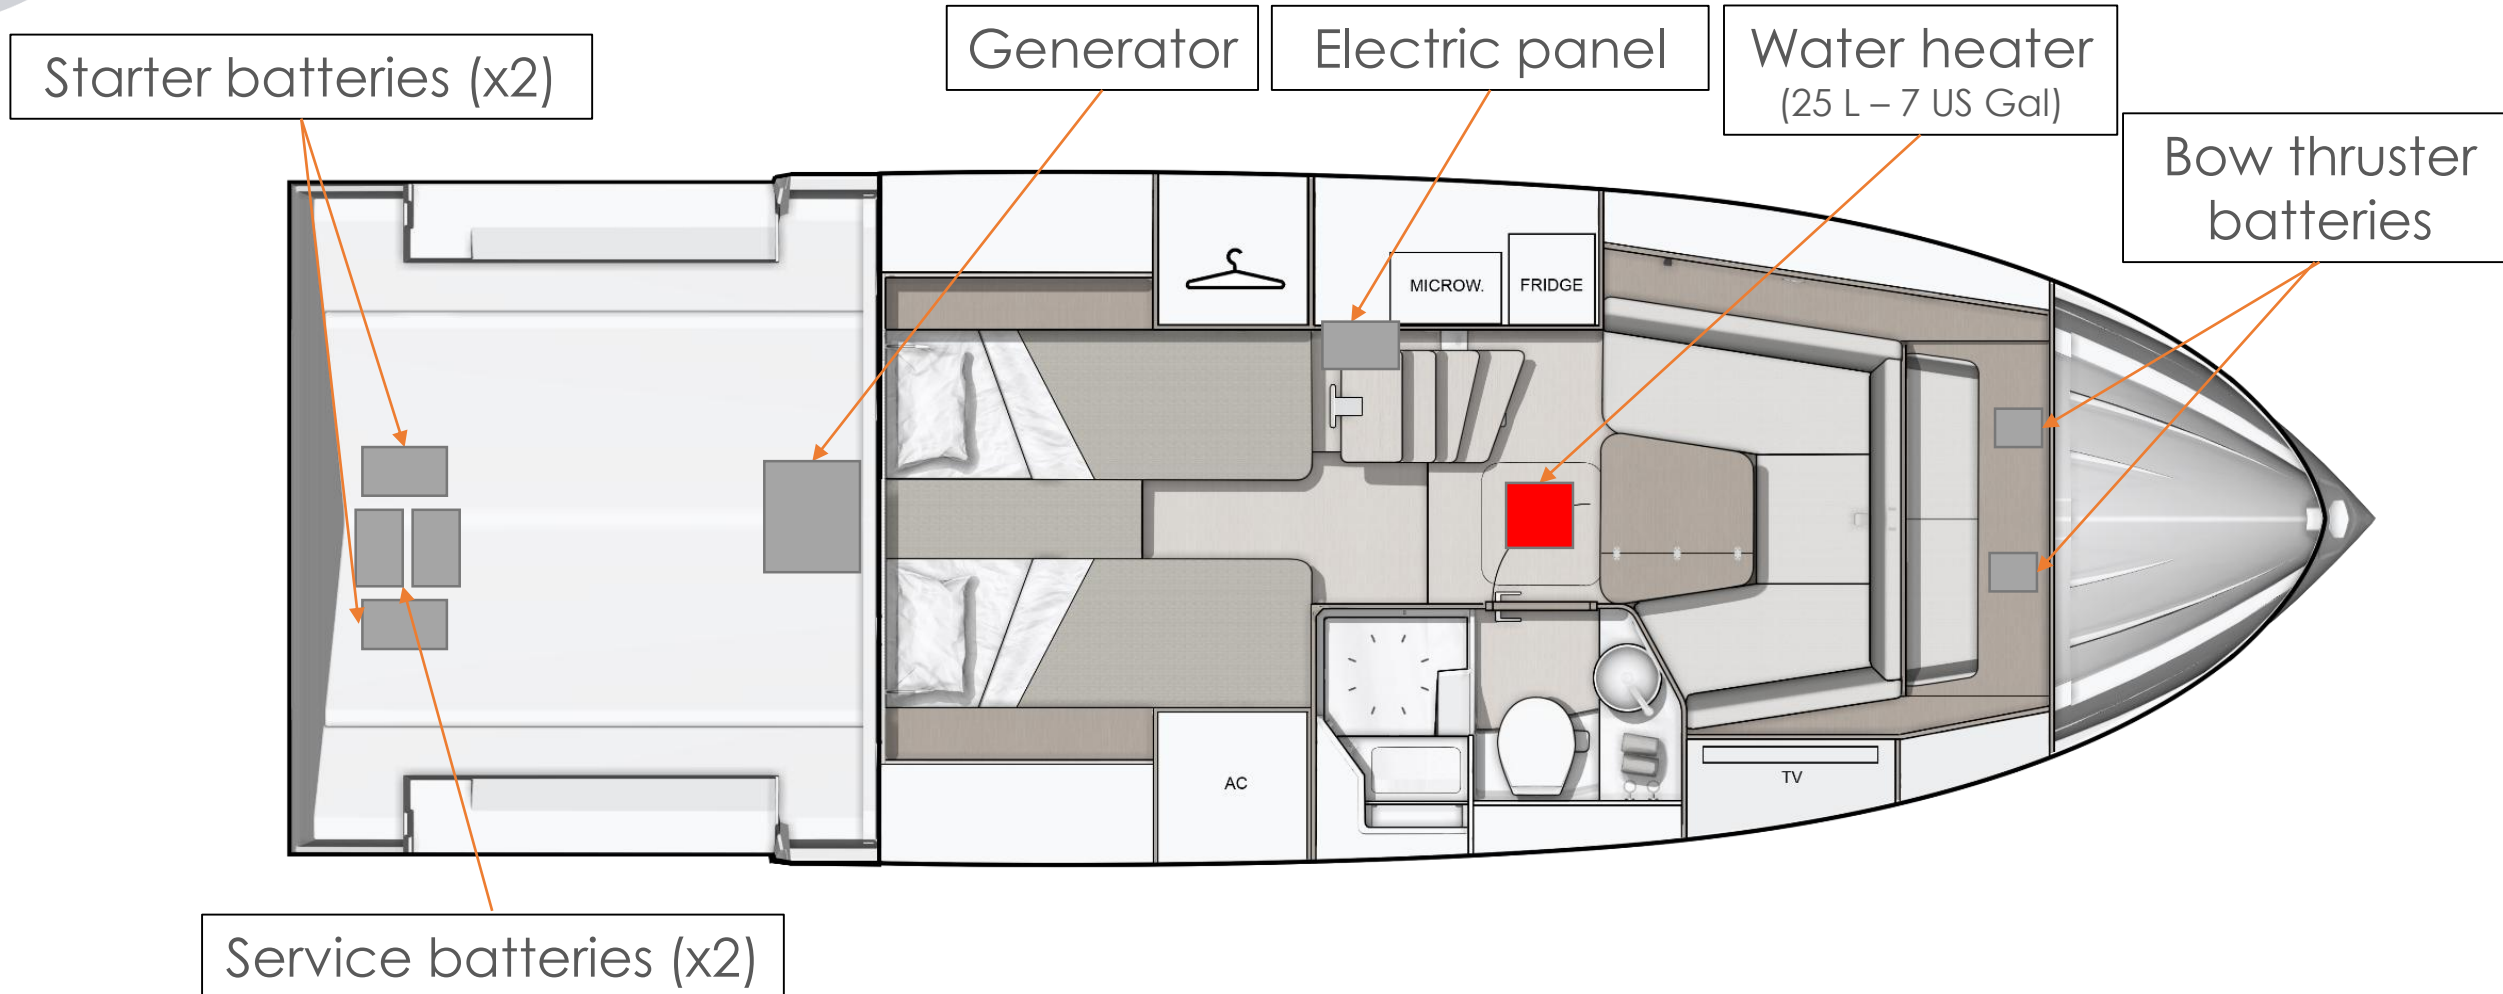 Starter batteries (x2)
Generator
Electric panel
Water heater
(25 L – 7 US Gal)
Bow thruster
batteries
MICROW.
FRIDGE
AC
TV
Service batteries (x2)